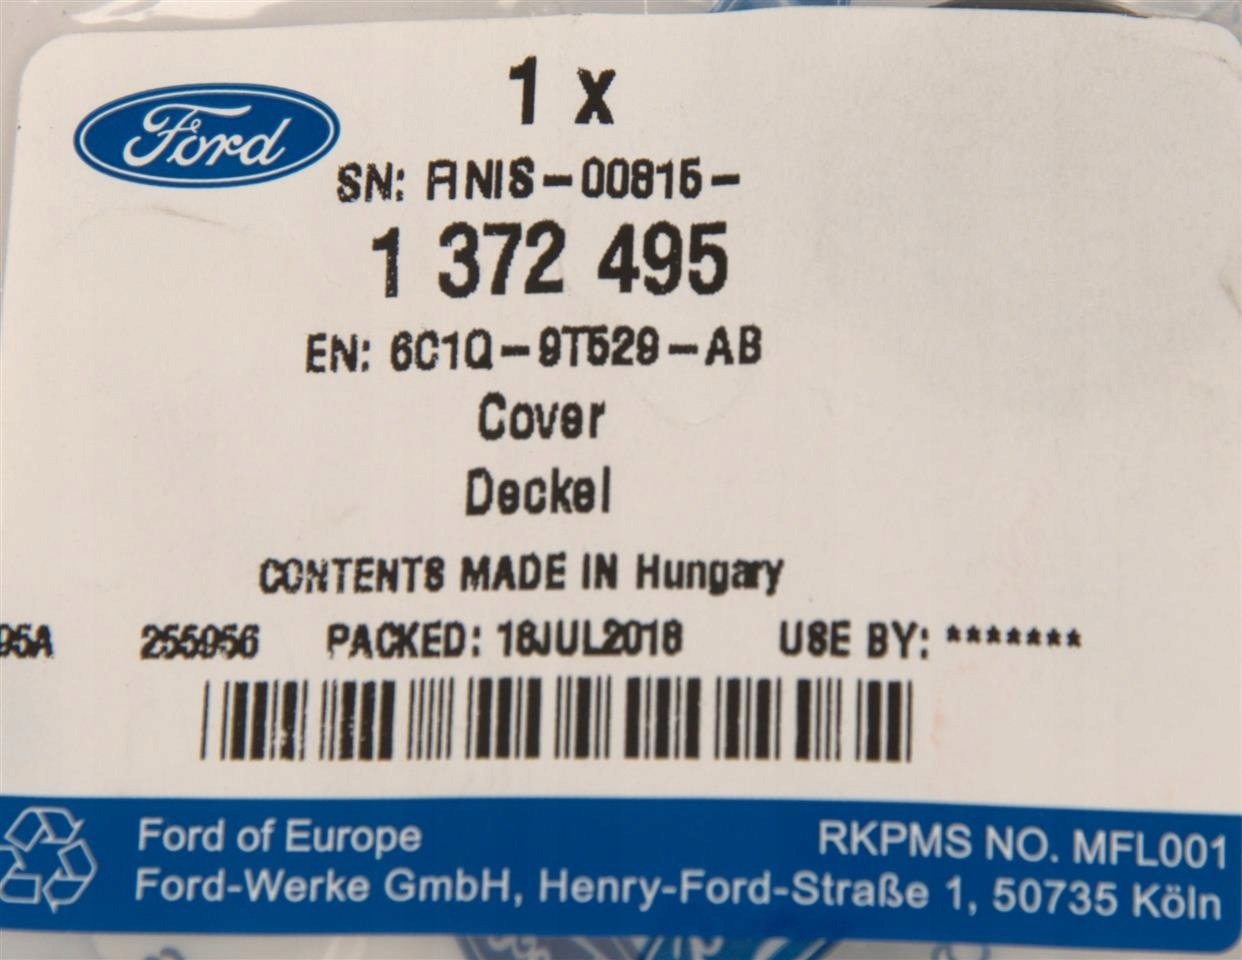 1 x
Ford
SN: FINIS-00815-
1 372 495
EN: 6C1Q-9T529-AB
Cover
Deckel
CONTENTS MADE IN Hungary
95A 255956 PACKED: 18JUL2018 USE BY: *******
Ford of Europe RKPMS NO. MFL001
Ford-Werke GmbH, Henry-Ford-Straße 1, 50735 Köln